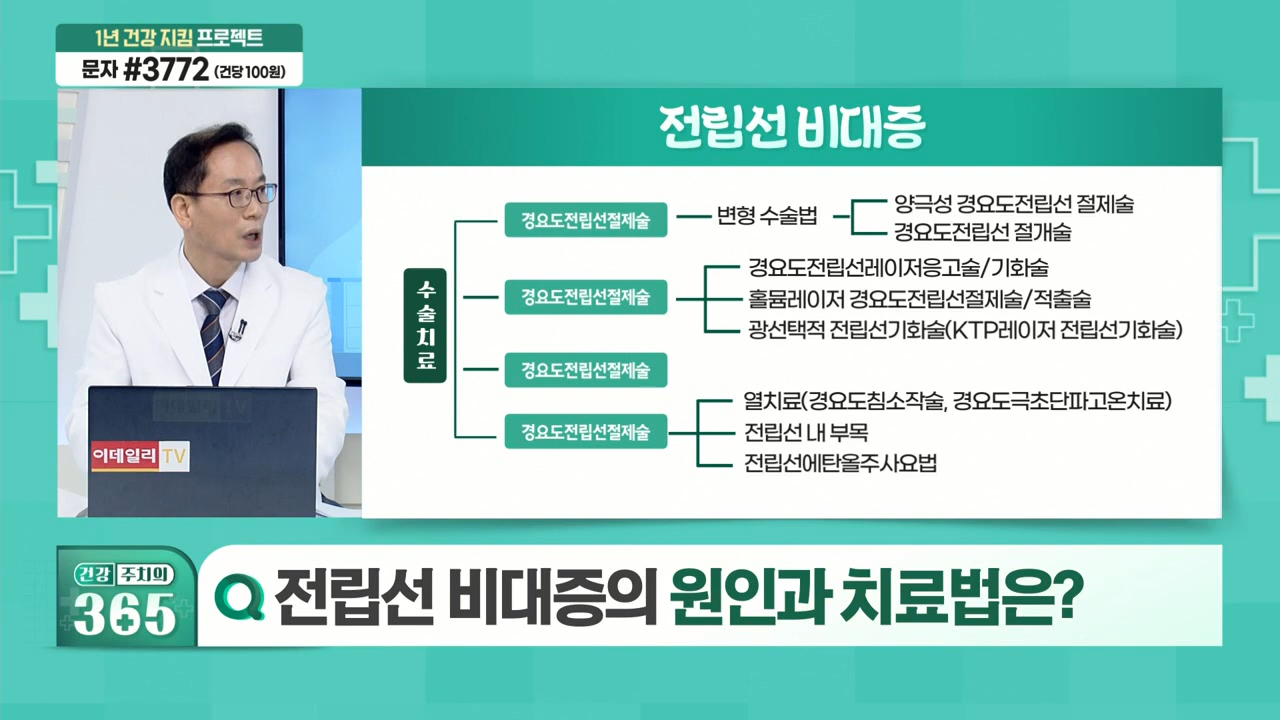 1년 건강 지킴 프로젝트
문자 #3772 (건당 100원)
전립선 비대증
수술치료
경요도전립선절제술
변형 수술법
양극성 경요도전립선 절제술
경요도전립선 절개술
경요도전립선절제술
경요도전립선레이저응고술/기화술
홀뮴레이저 경요도전립선절제술/적출술
광선택적 전립선기화술(KTP레이저 전립선기화술)
경요도전립선절제술
경요도전립선절제술
열치료(경요도침소작술, 경요도극초단파고온치료)
전립선 내 부목
전립선에탄올주사요법
이데일리 TV
이데일리 TV
건강 주치의
365
Q 전립선 비대증의 원인과 치료법은?